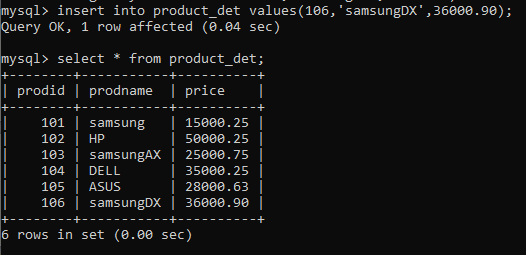 mysql> insert into product_det values(106,'samsungDX',36000.90);
Query OK, 1 row affected (0.04 sec)
mysql> select * from product_det;
+--------+-----------+----------+
| prodid | prodname  | price    |
+--------+-----------+----------+
|    101 | samsung   | 15000.25 |
|    102 | HP        | 50000.25 |
|    103 | samsungAX | 25000.75 |
|    104 | DELL      | 35000.25 |
|    105 | ASUS      | 28000.63 |
|    106 | samsungDX | 36000.90 |
+--------+-----------+----------+
6 rows in set (0.00 sec)